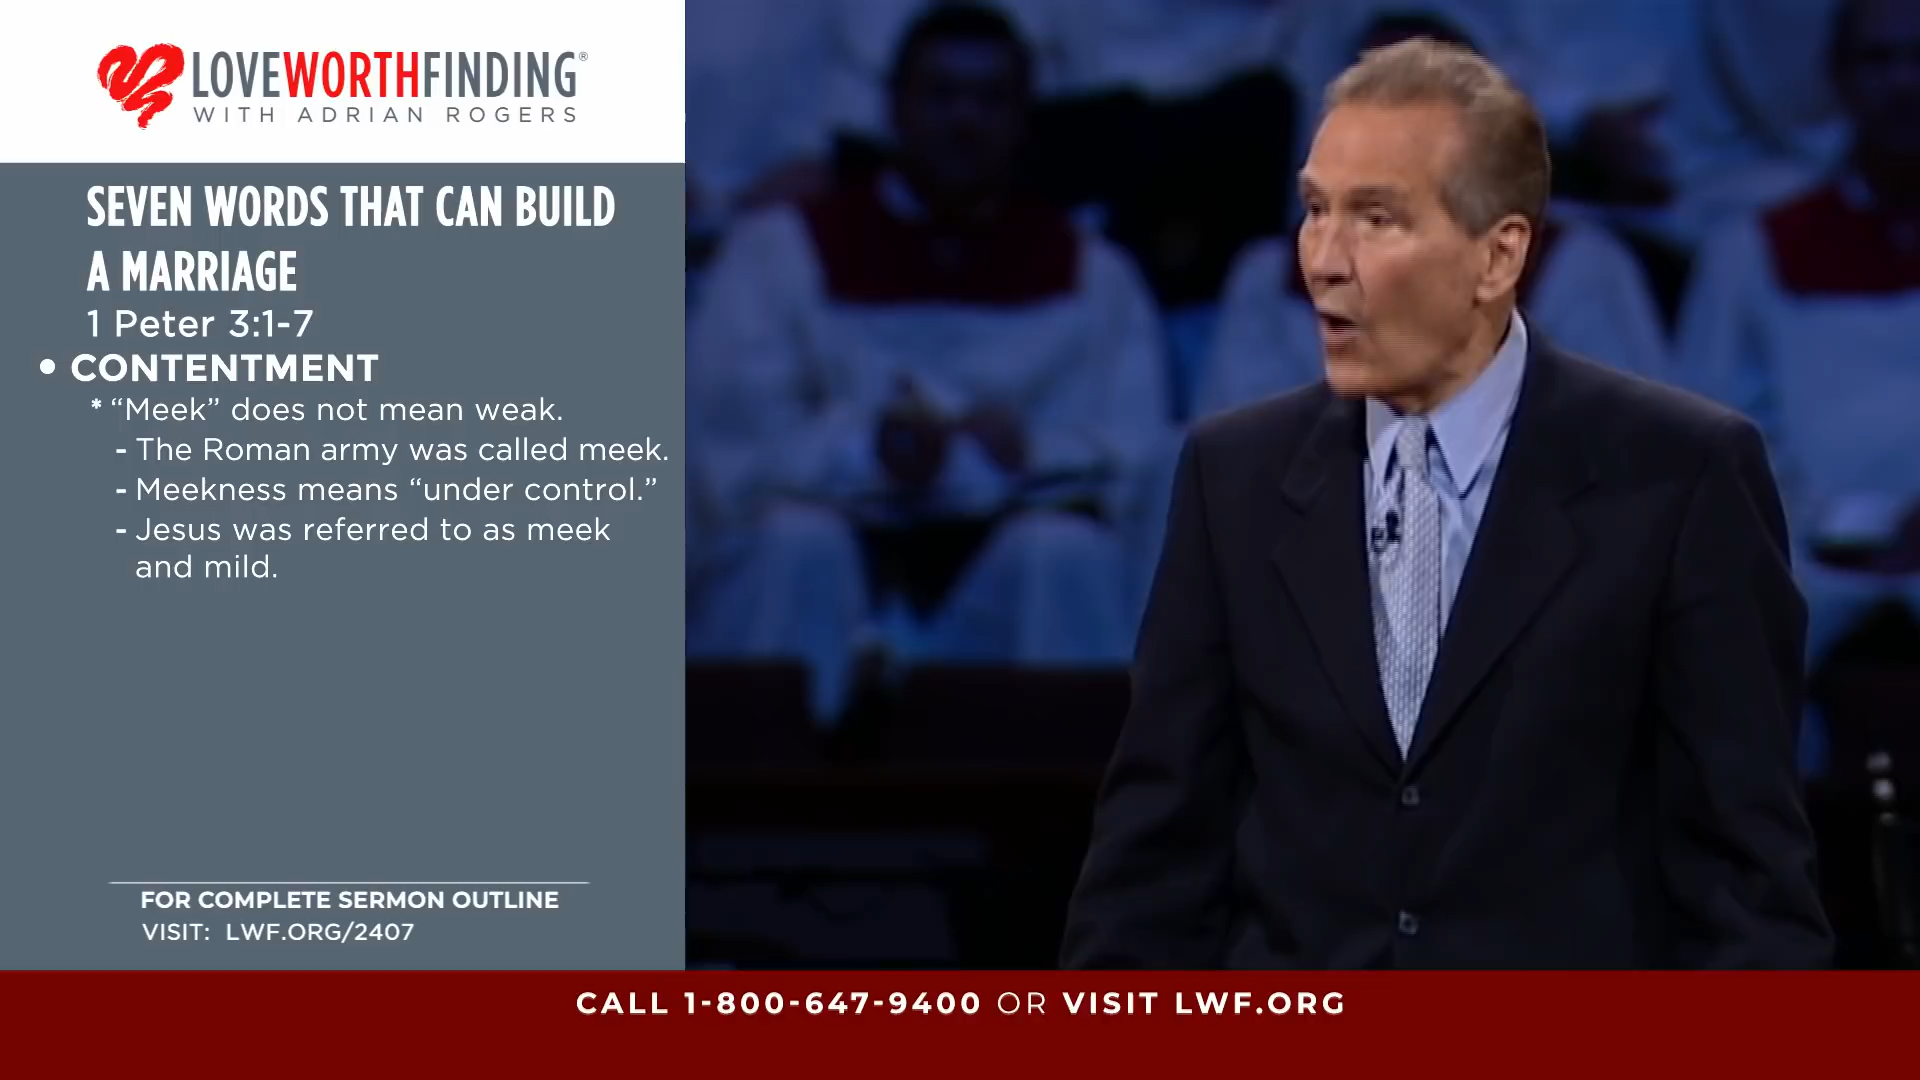 LOVEWORTHFINDING®
WITH ADRIAN ROGERS
SEVEN WORDS THAT CAN BUILD
A MARRIAGE
1 Peter 3:1-7
• CONTENTMENT
* “Meek” does not mean weak.
- The Roman army was called meek.
- Meekness means “under control.”
- Jesus was referred to as meek
and mild.
FOR COMPLETE SERMON OUTLINE
VISIT: LWF.ORG/2407
CALL 1-800-647-9400 OR VISIT LWF.ORG